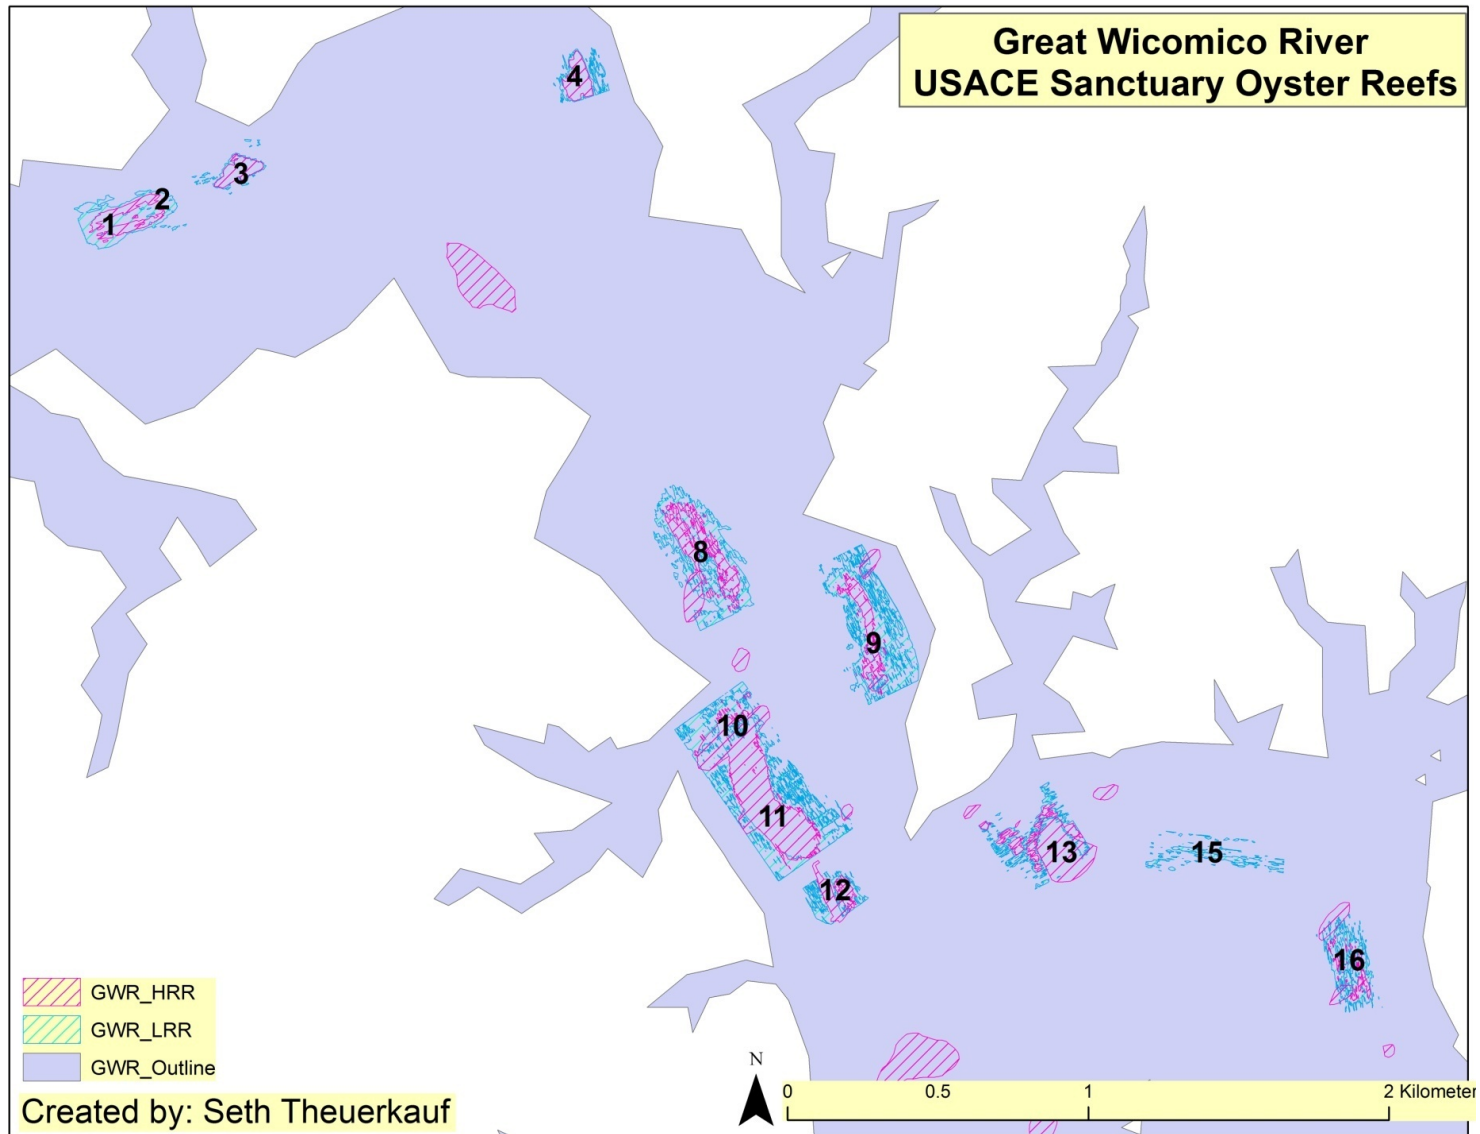 Great Wicomico River
USACE Sanctuary Oyster Reefs
4
3
2
1
8
9
10
11
13
15
12
16
GWR_HRR
GWR_LRR
GWR_Outline
Created by: Seth Theuerkauf
N
0 0.5 1 2 Kilometer